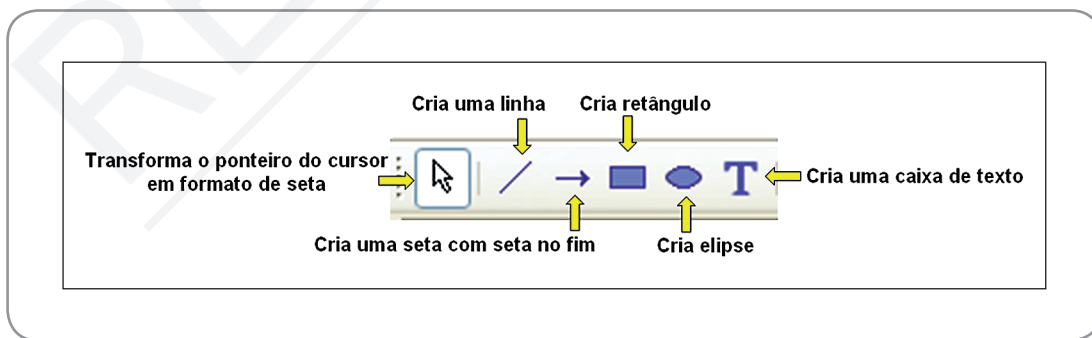 Cria uma linha
Cria retângulo
Transforma o ponteiro do cursor
em formato de seta
T
Cria uma caixa de texto
Cria uma seta com seta no fim
Cria elipse